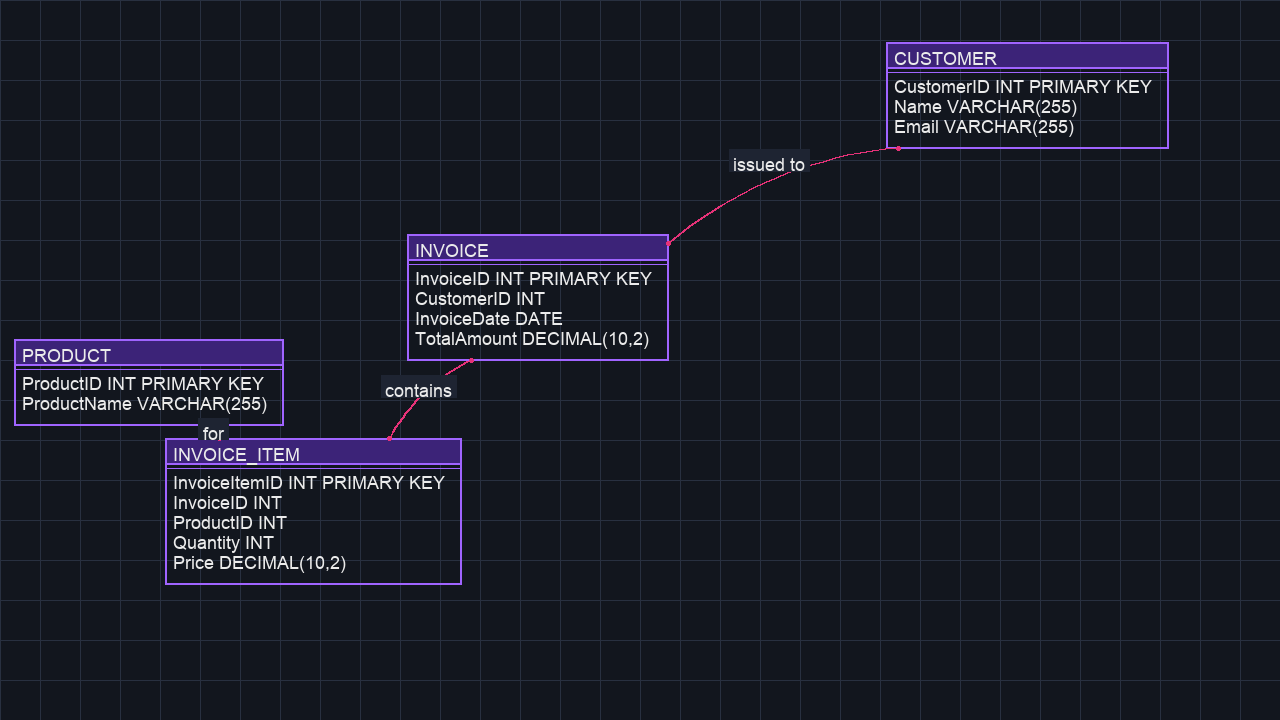 CUSTOMER
CustomerID INT PRIMARY KEY
Name VARCHAR(255)
Email VARCHAR(255)
issued to
INVOICE
InvoiceID INT PRIMARY KEY
CustomerID INT
InvoiceDate DATE
TotalAmount DECIMAL(10,2)
contains
PRODUCT
ProductID INT PRIMARY KEY
ProductName VARCHAR(255)
for
INVOICE_ITEM
InvoiceItemID INT PRIMARY KEY
InvoiceID INT
ProductID INT
Quantity INT
Price DECIMAL(10,2)